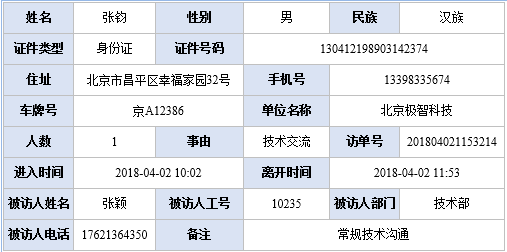 姓名 张钧 性别 男 民族 汉族
证件类型 身份证 证件号码 130412198903142374
住址 北京市昌平区幸福家园32号 手机号 13398335674
车牌号 京A12386 单位名称 北京极智科技
人数 1 事由 技术交流 访单号 201804021153214
进入时间 2018-04-02 10:02 离开时间 2018-04-02 11:53
被访人姓名 张颖 被访人工号 10235 被访人部门 技术部
被访人电话 17621364350 备注 常规技术沟通